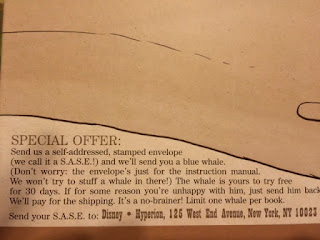 SPECIAL OFFER:
Send us a self-addressed, stamped envelope
(we call it a S.A.S.E.!) and we'll send you a blue whale.
(Don't worry: the envelope's just for the instruction manual.
We won't try to stuff a whale in there!) The whale is yours to try free
for 30 days. If for some reason you're unhappy with him, just send him back.
We'll pay for the shipping. It's a no-brainer! Limit one whale per book.
Send your S.A.S.E. to: Disney • Hyperion, 125 West End Avenue, New York, NY 10023